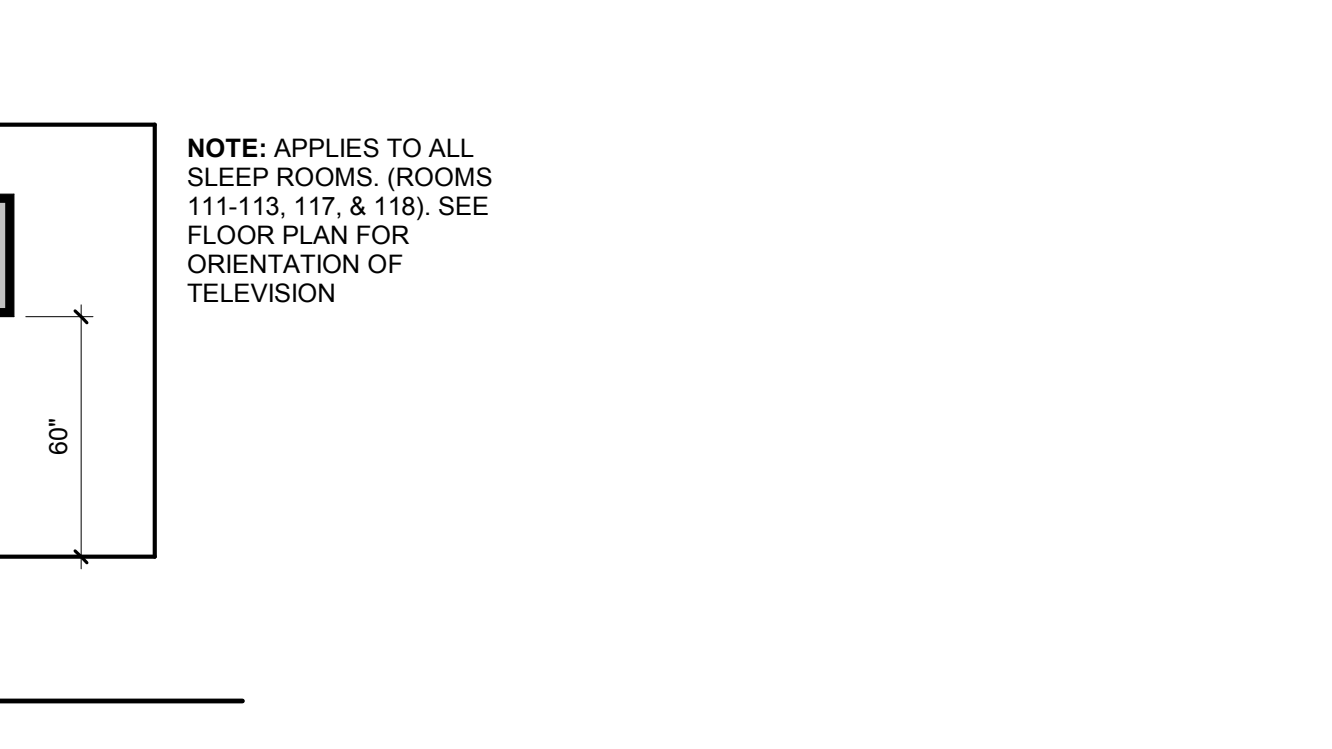 NOTE: APPLIES TO ALL
SLEEP ROOMS. (ROOMS
111-113, 117, & 118). SEE
FLOOR PLAN FOR
ORIENTATION OF
TELEVISION
60"